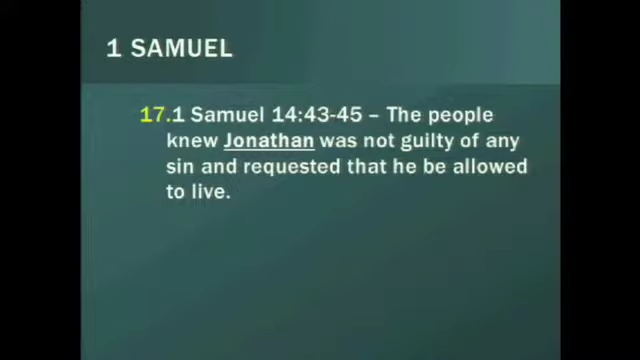 1 SAMUEL
17.1 Samuel 14:43-45 – The people
knew Jonathan was not guilty of any
sin and requested that he be allowed
to live.